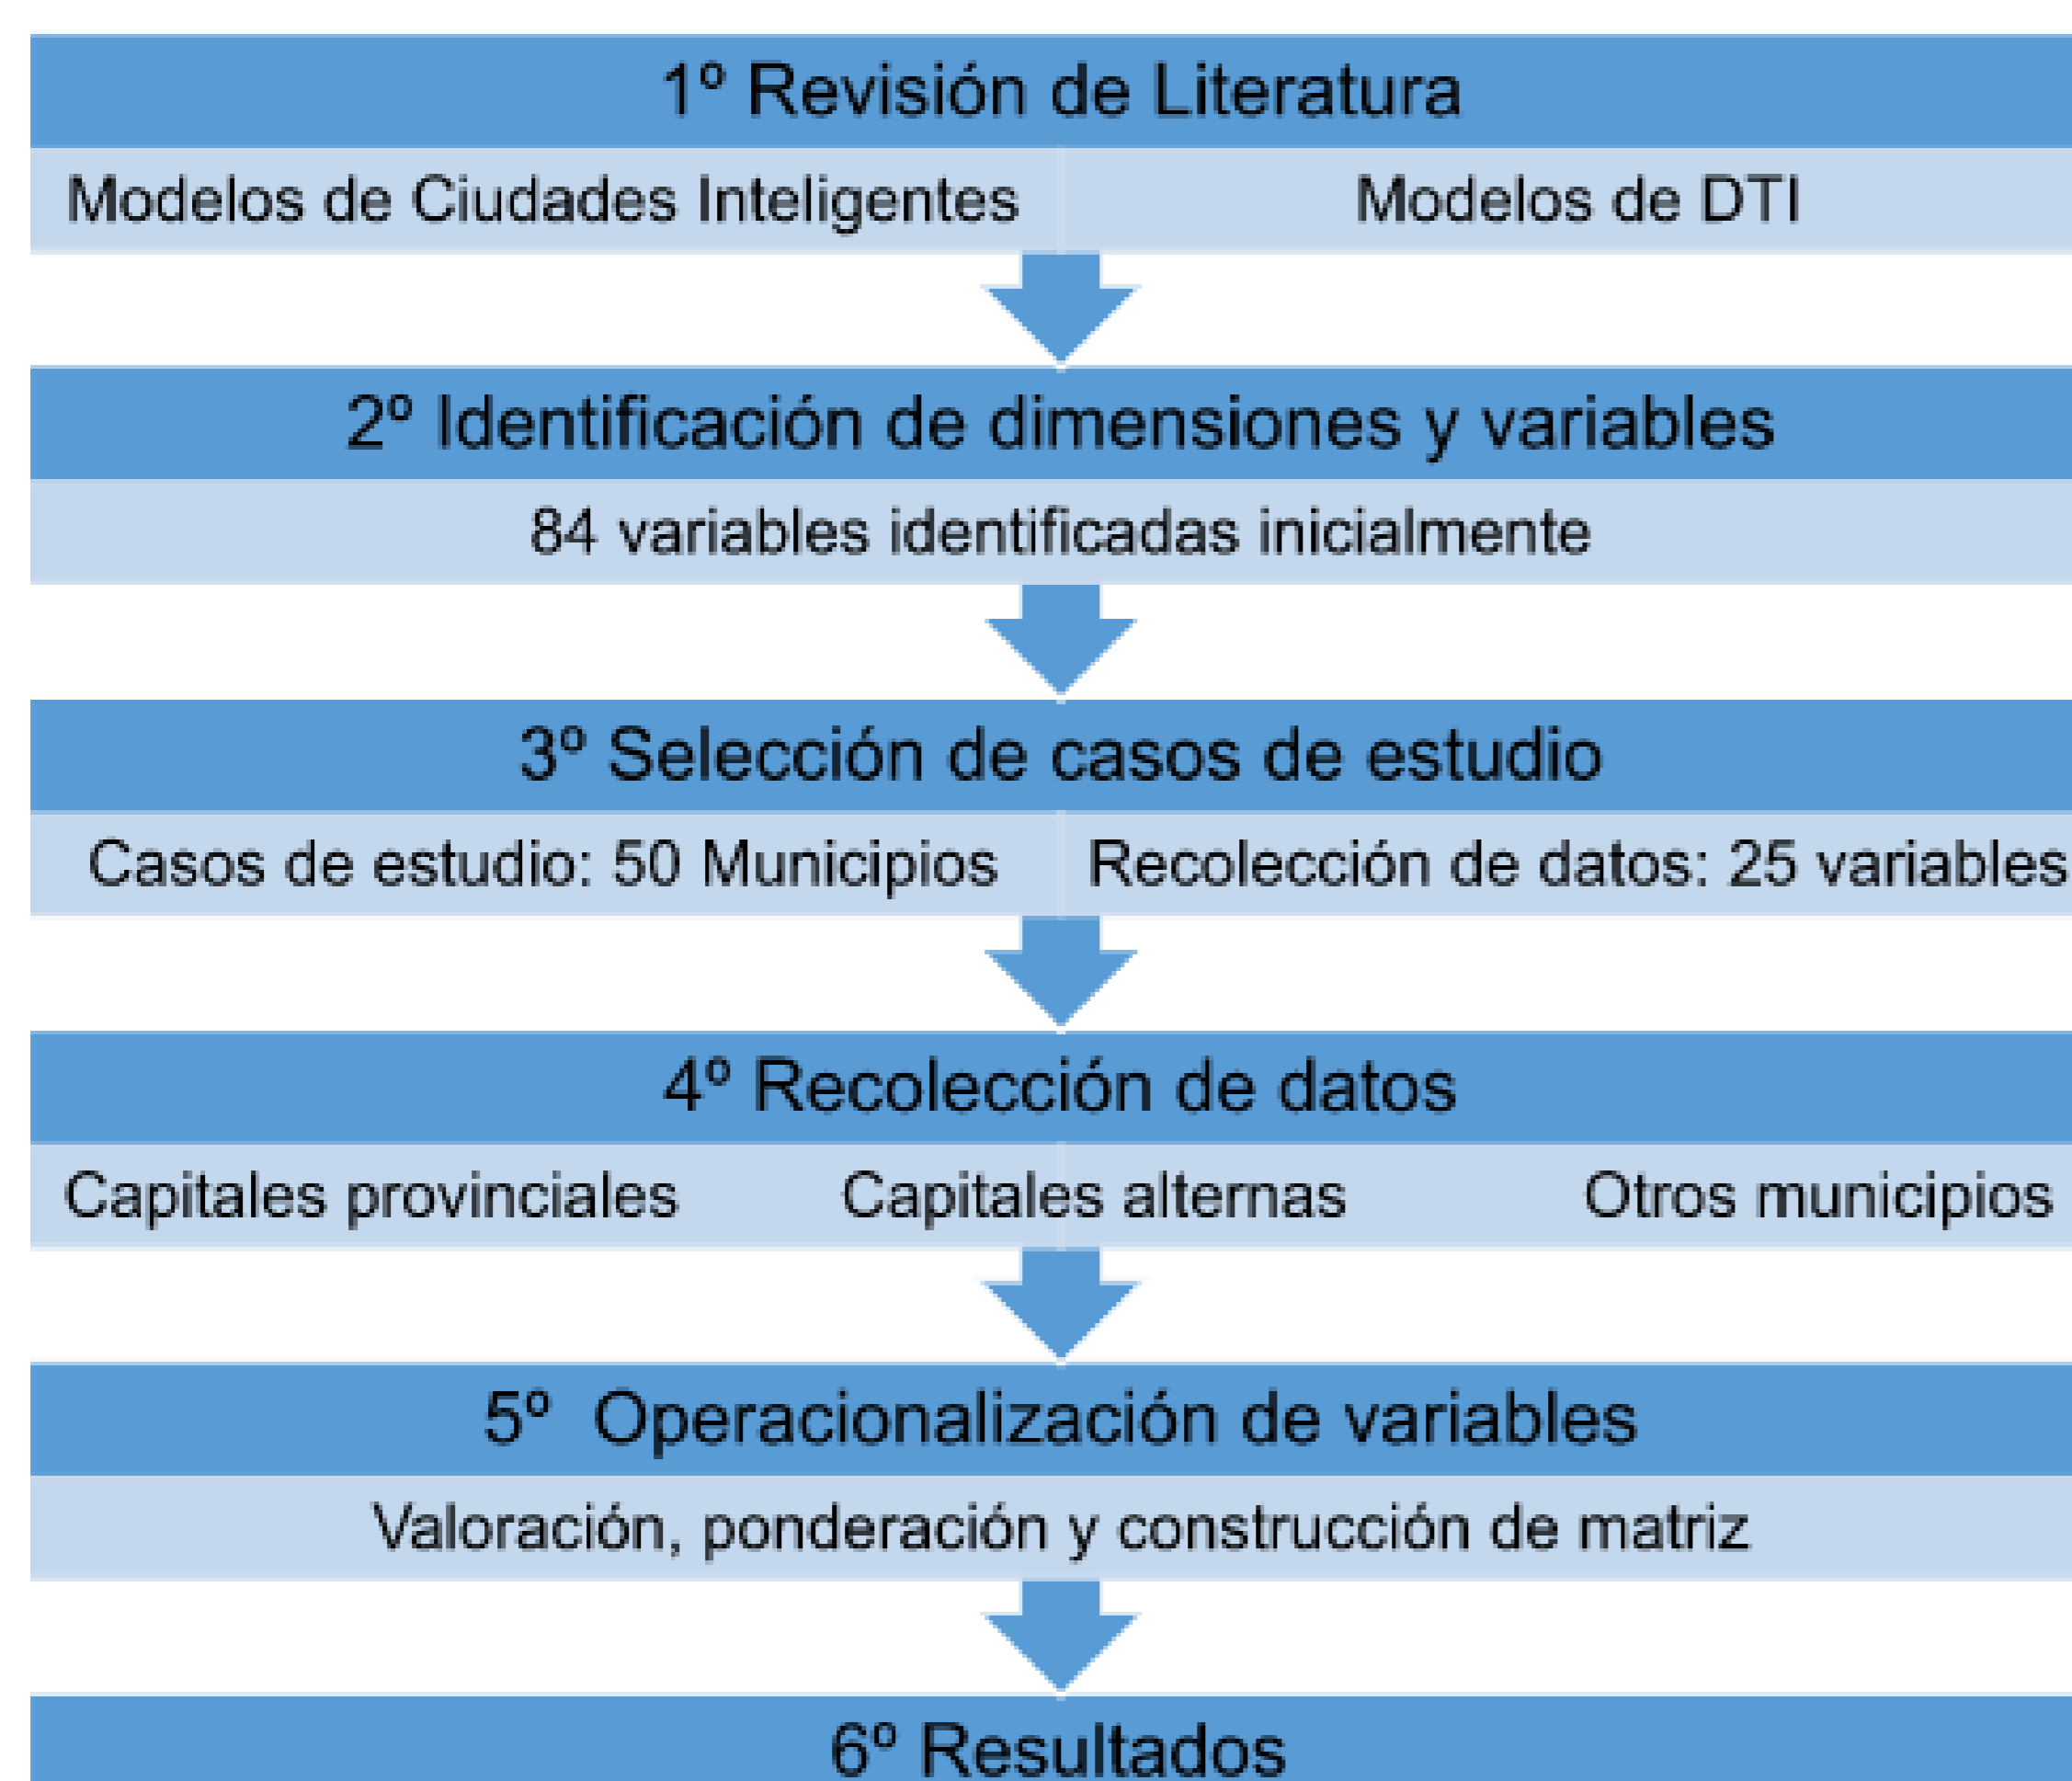 1º Revisión de Literatura
Modelos de Ciudades Inteligentes
Modelos de DTI
2º Identificación de dimensiones y variables
84 variables identificadas inicialmente
3º Selección de casos de estudio
Casos de estudio: 50 Municipios
Recolección de datos: 25 variables
4º Recolección de datos
Capitales provinciales
Capitales alternas
Otros municipios
5º Operacionalización de variables
Valoración, ponderación y construcción de matriz
6º Resultados